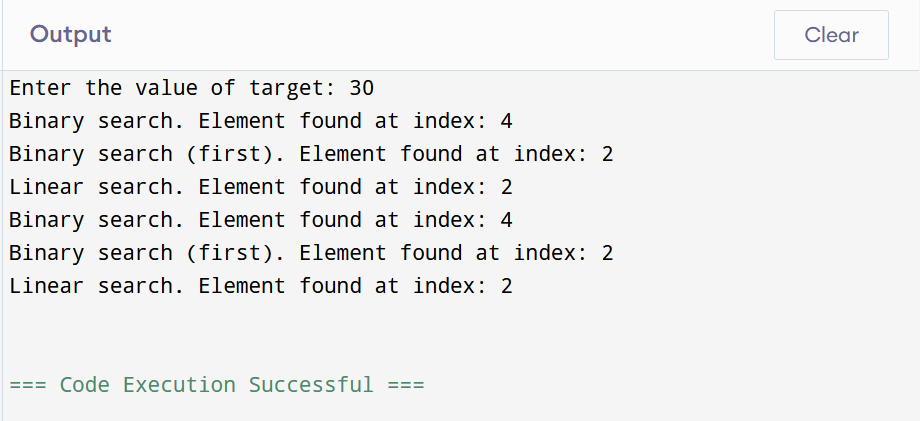 Output
Clear
Enter the value of target: 30
Binary search. Element found at index: 4
Binary search (first). Element found at index: 2
Linear search. Element found at index: 2
Binary search. Element found at index: 4
Binary search (first). Element found at index: 2
Linear search. Element found at index: 2
=== Code Execution Successful ===